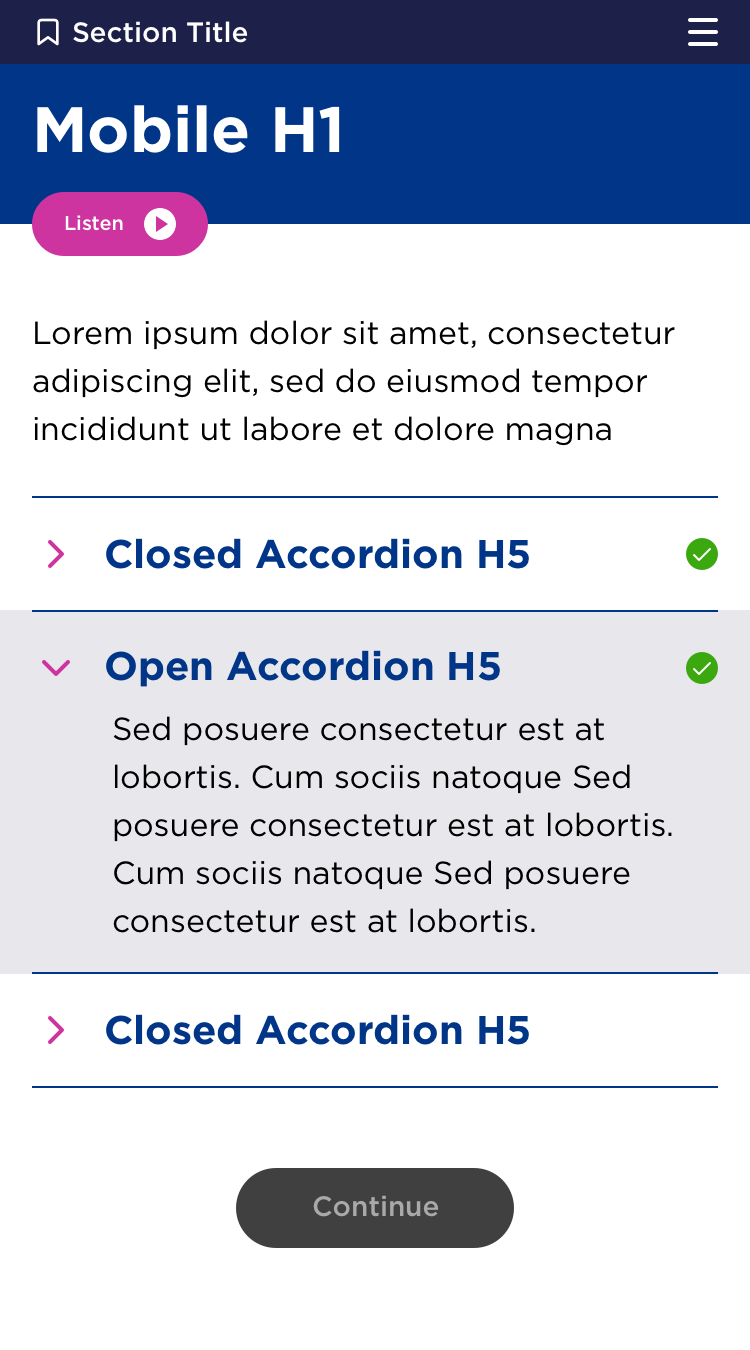 Section Title
Mobile H1
Listen
Lorem ipsum dolor sit amet, consectetur
adipiscing elit, sed do eiusmod tempor
incididunt ut labore et dolore magna
Closed Accordion H5
Open Accordion H5
Sed posuere consectetur est at
lobortis. Cum sociis natoque Sed
posuere consectetur est at lobortis.
Cum sociis natoque Sed posuere
consectetur est at lobortis.
Closed Accordion H5
Continue